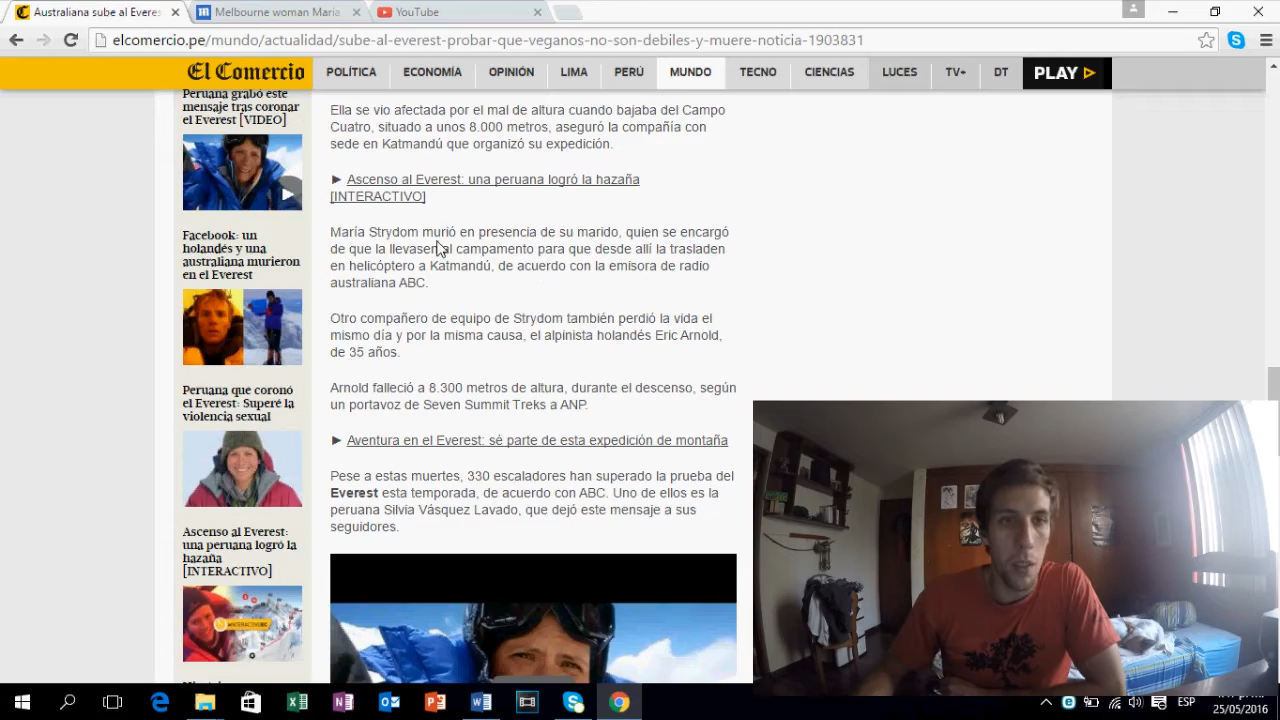 Australiana sube al Evere
Melbourne woman Maria
YouTube
elcomercio.pe/mundo/actualidad/sube-al-everest-probar-que-veganos-no-son-debiles-y-muere-noticia-1903831
El Comercio
POLÍTICA
ECONOMÍA
OPINIÓN
LIMA
PERÚ
MUNDO
TECNO
CIENCIAS
LUCES
TV+
DT
PLAY
Peruana grabó este
mensaje tras coronar
el Everest [VIDEO]
Facebook: un
holandés y una
australiana murieron
en el Everest
Peruana que coronó
el Everest: Superé la
violencia sexual
Ascenso al Everest:
una peruana logró la
hazaña
[INTERACTIVO]
Ella se vio afectada por el mal de altura cuando bajaba del Campo
Cuatro, situado a unos 8.000 metros, aseguró la compañía con
sede en Katmandú que organizó su expedición.
► Ascenso al Everest: una peruana logró la hazaña
[INTERACTIVO]
María Strydom murió en presencia de su marido, quien se encargó
de que la llevasen al campamento para que desde allí la trasladen
en helicóptero a Katmandú, de acuerdo con la emisora de radio
australiana ABC.
Otro compañero de equipo de Strydom también perdió la vida el
mismo día y por la misma causa, el alpinista holandés Eric Arnold,
de 35 años.
Arnold falleció a 8.300 metros de altura, durante el descenso, según
un portavoz de Seven Summit Treks a ANP.
► Aventura en el Everest: sé parte de esta expedición de montaña
Pese a estas muertes, 330 escaladores han superado la prueba del
Everest esta temporada, de acuerdo con ABC. Uno de ellos es la
peruana Silvia Vásquez Lavado, que dejó este mensaje a sus
seguidores.
ESP
25/05/2016